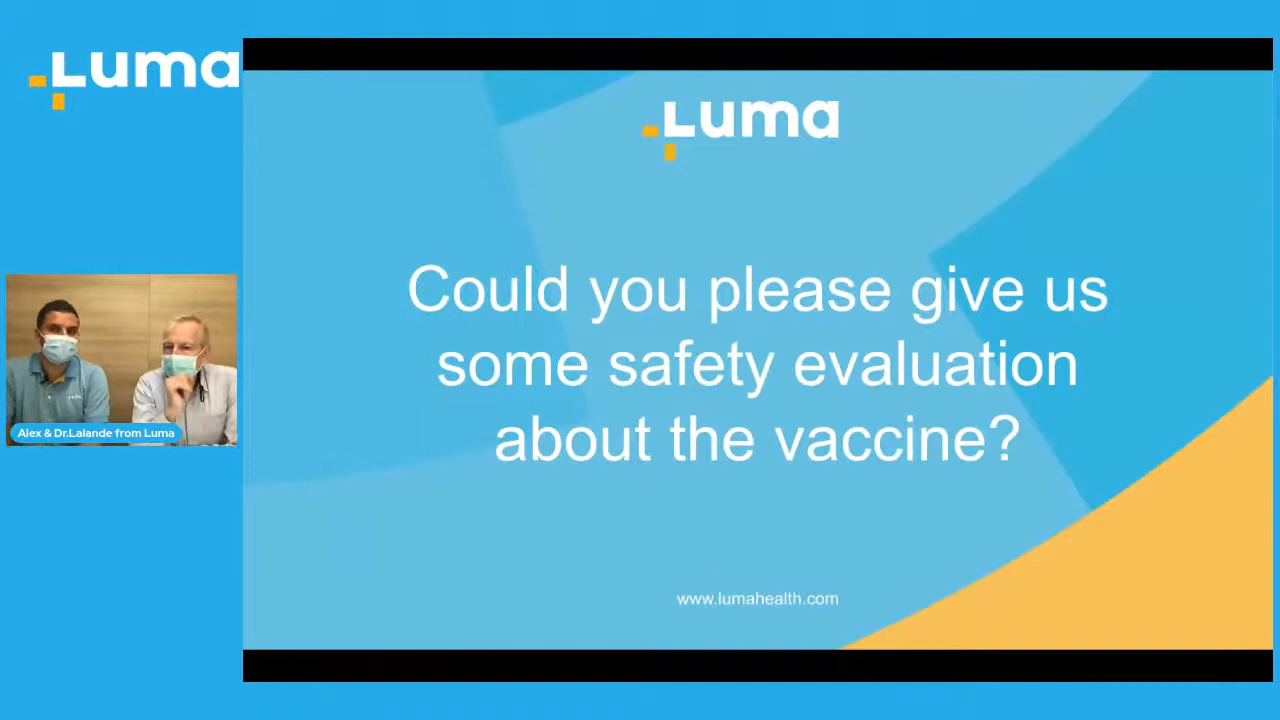 Luma
Luma
Could you please give us
some safety evaluation
about the vaccine?
Alex & Dr.Lalande from Luma
www.lumahealth.com